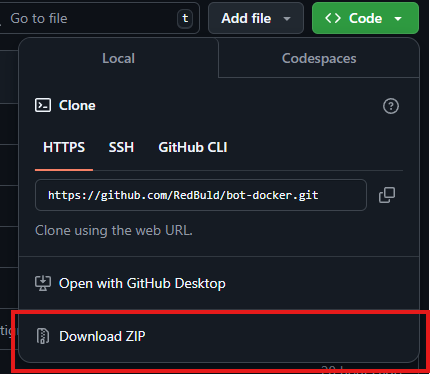 Go to file
t
Add file
Code
Local
Codespaces
Clone
HTTPS
SSH
GitHub CLI
https://github.com/RedBuld/bot-docker.git
Clone using the web URL.
Open with GitHub Desktop
Download ZIP